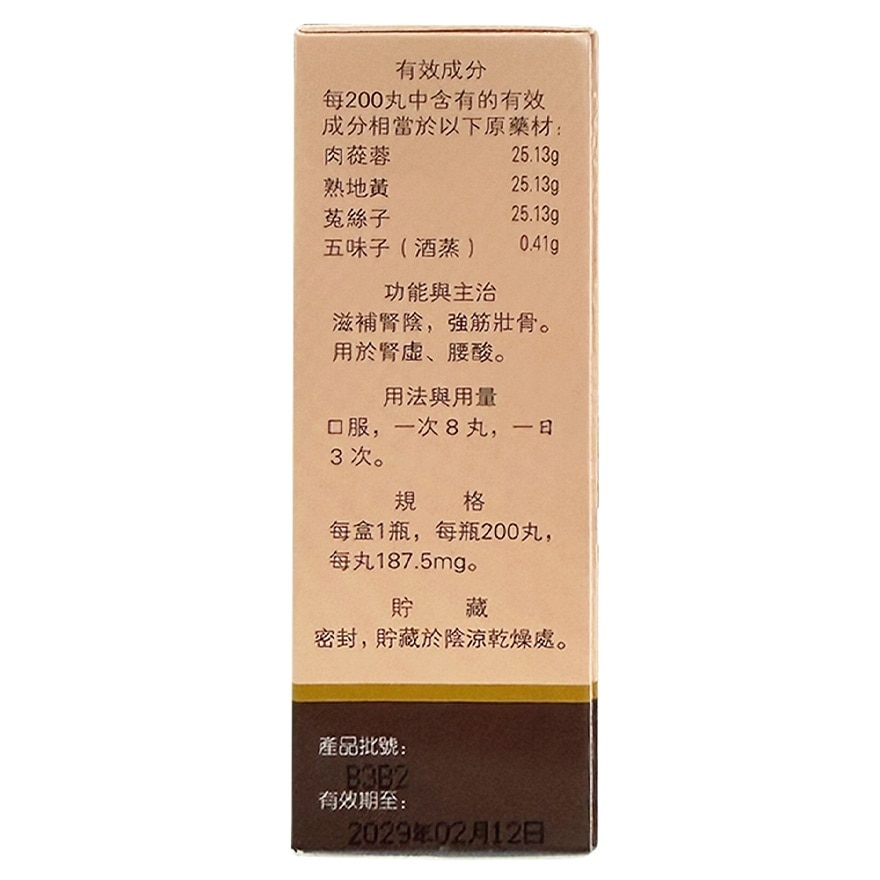 有效成分
每200丸中含有的有效
成分相當於以下原藥材:
肉蓯蓉 25.13g
熟地黃 25.13g
菟絲子 25.13g
五味子(酒蒸) 0.41g
功能與主治
滋補腎陰，強筋壯骨。
用於腎虛、腰酸。
用法與用量
口服，一次 8 丸，一日
3 次。
規 格
每盒1瓶，每瓶200丸，
每丸187.5mg。
貯 藏
密封，貯藏於陰涼乾燥處。
產品批號：
B3B2
有效期至：
2029年02月12日